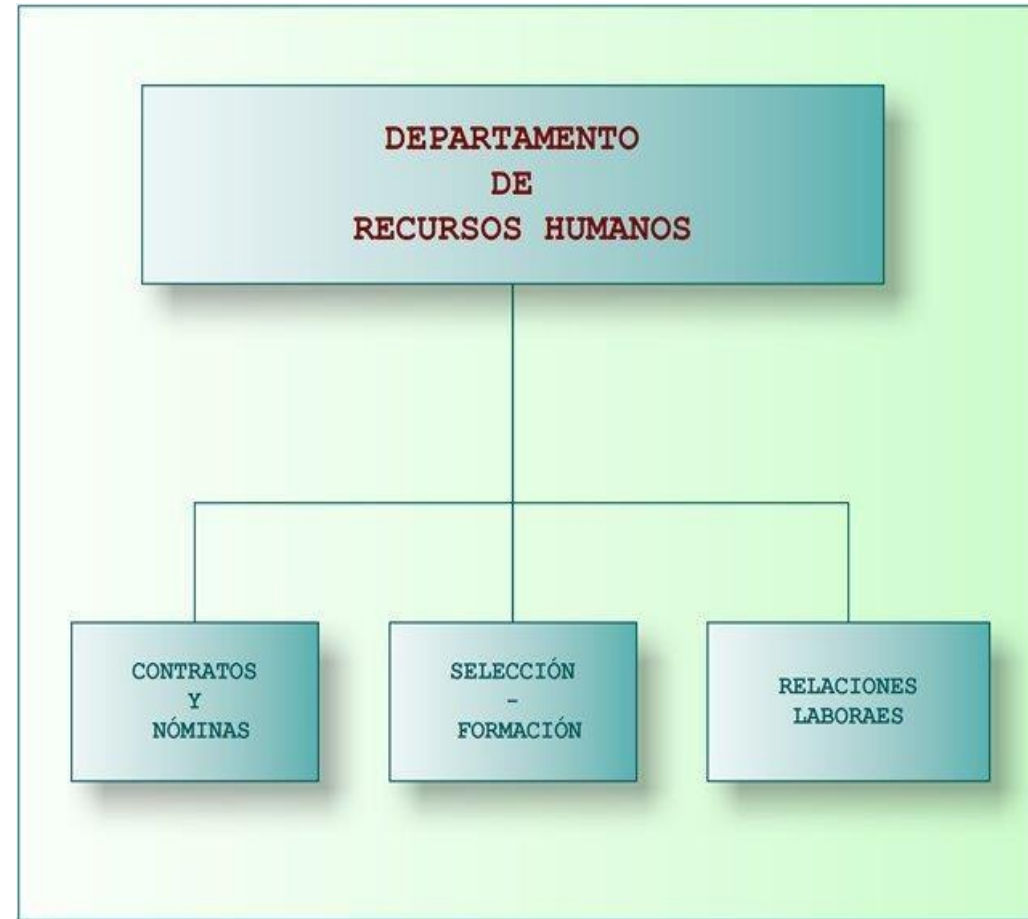 DEPARTAMENTO
DE
RECURSOS HUMANOS
CONTRATOS
Y
NÓMINAS
SELECCIÓN
-
FORMACIÓN
RELACIONES
LABORAES